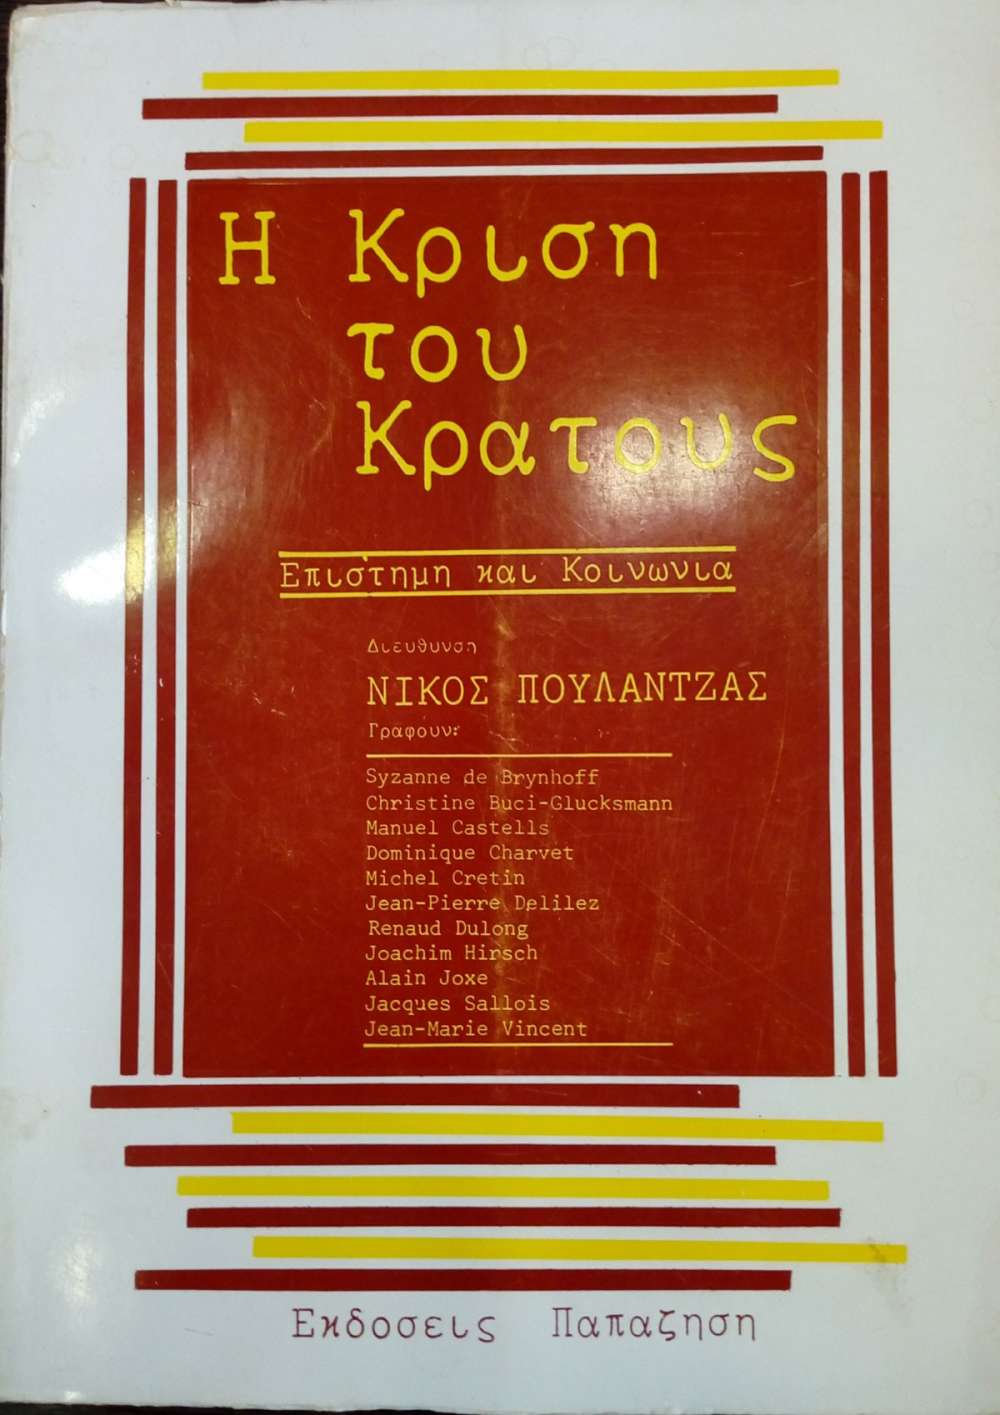 Η Κριση
του
Κρατους
Επιστημη και Κοινωνια
Διευθυνση
ΝΙΚΟΣ ΠΟΥΛΑΝΤΖΑΣ
Γραφουν:
Syzanne de Brynhoff
Christine Buci-Glucksmann
Manuel Castells
Dominique Charvet
Michel Cretin
Jean-Pierre Delilez
Renaud Dulong
Joachim Hirsch
Alain Joxe
Jacques Sallois
Jean-Marie Vincent
Εκδοσεις Παπαζηση